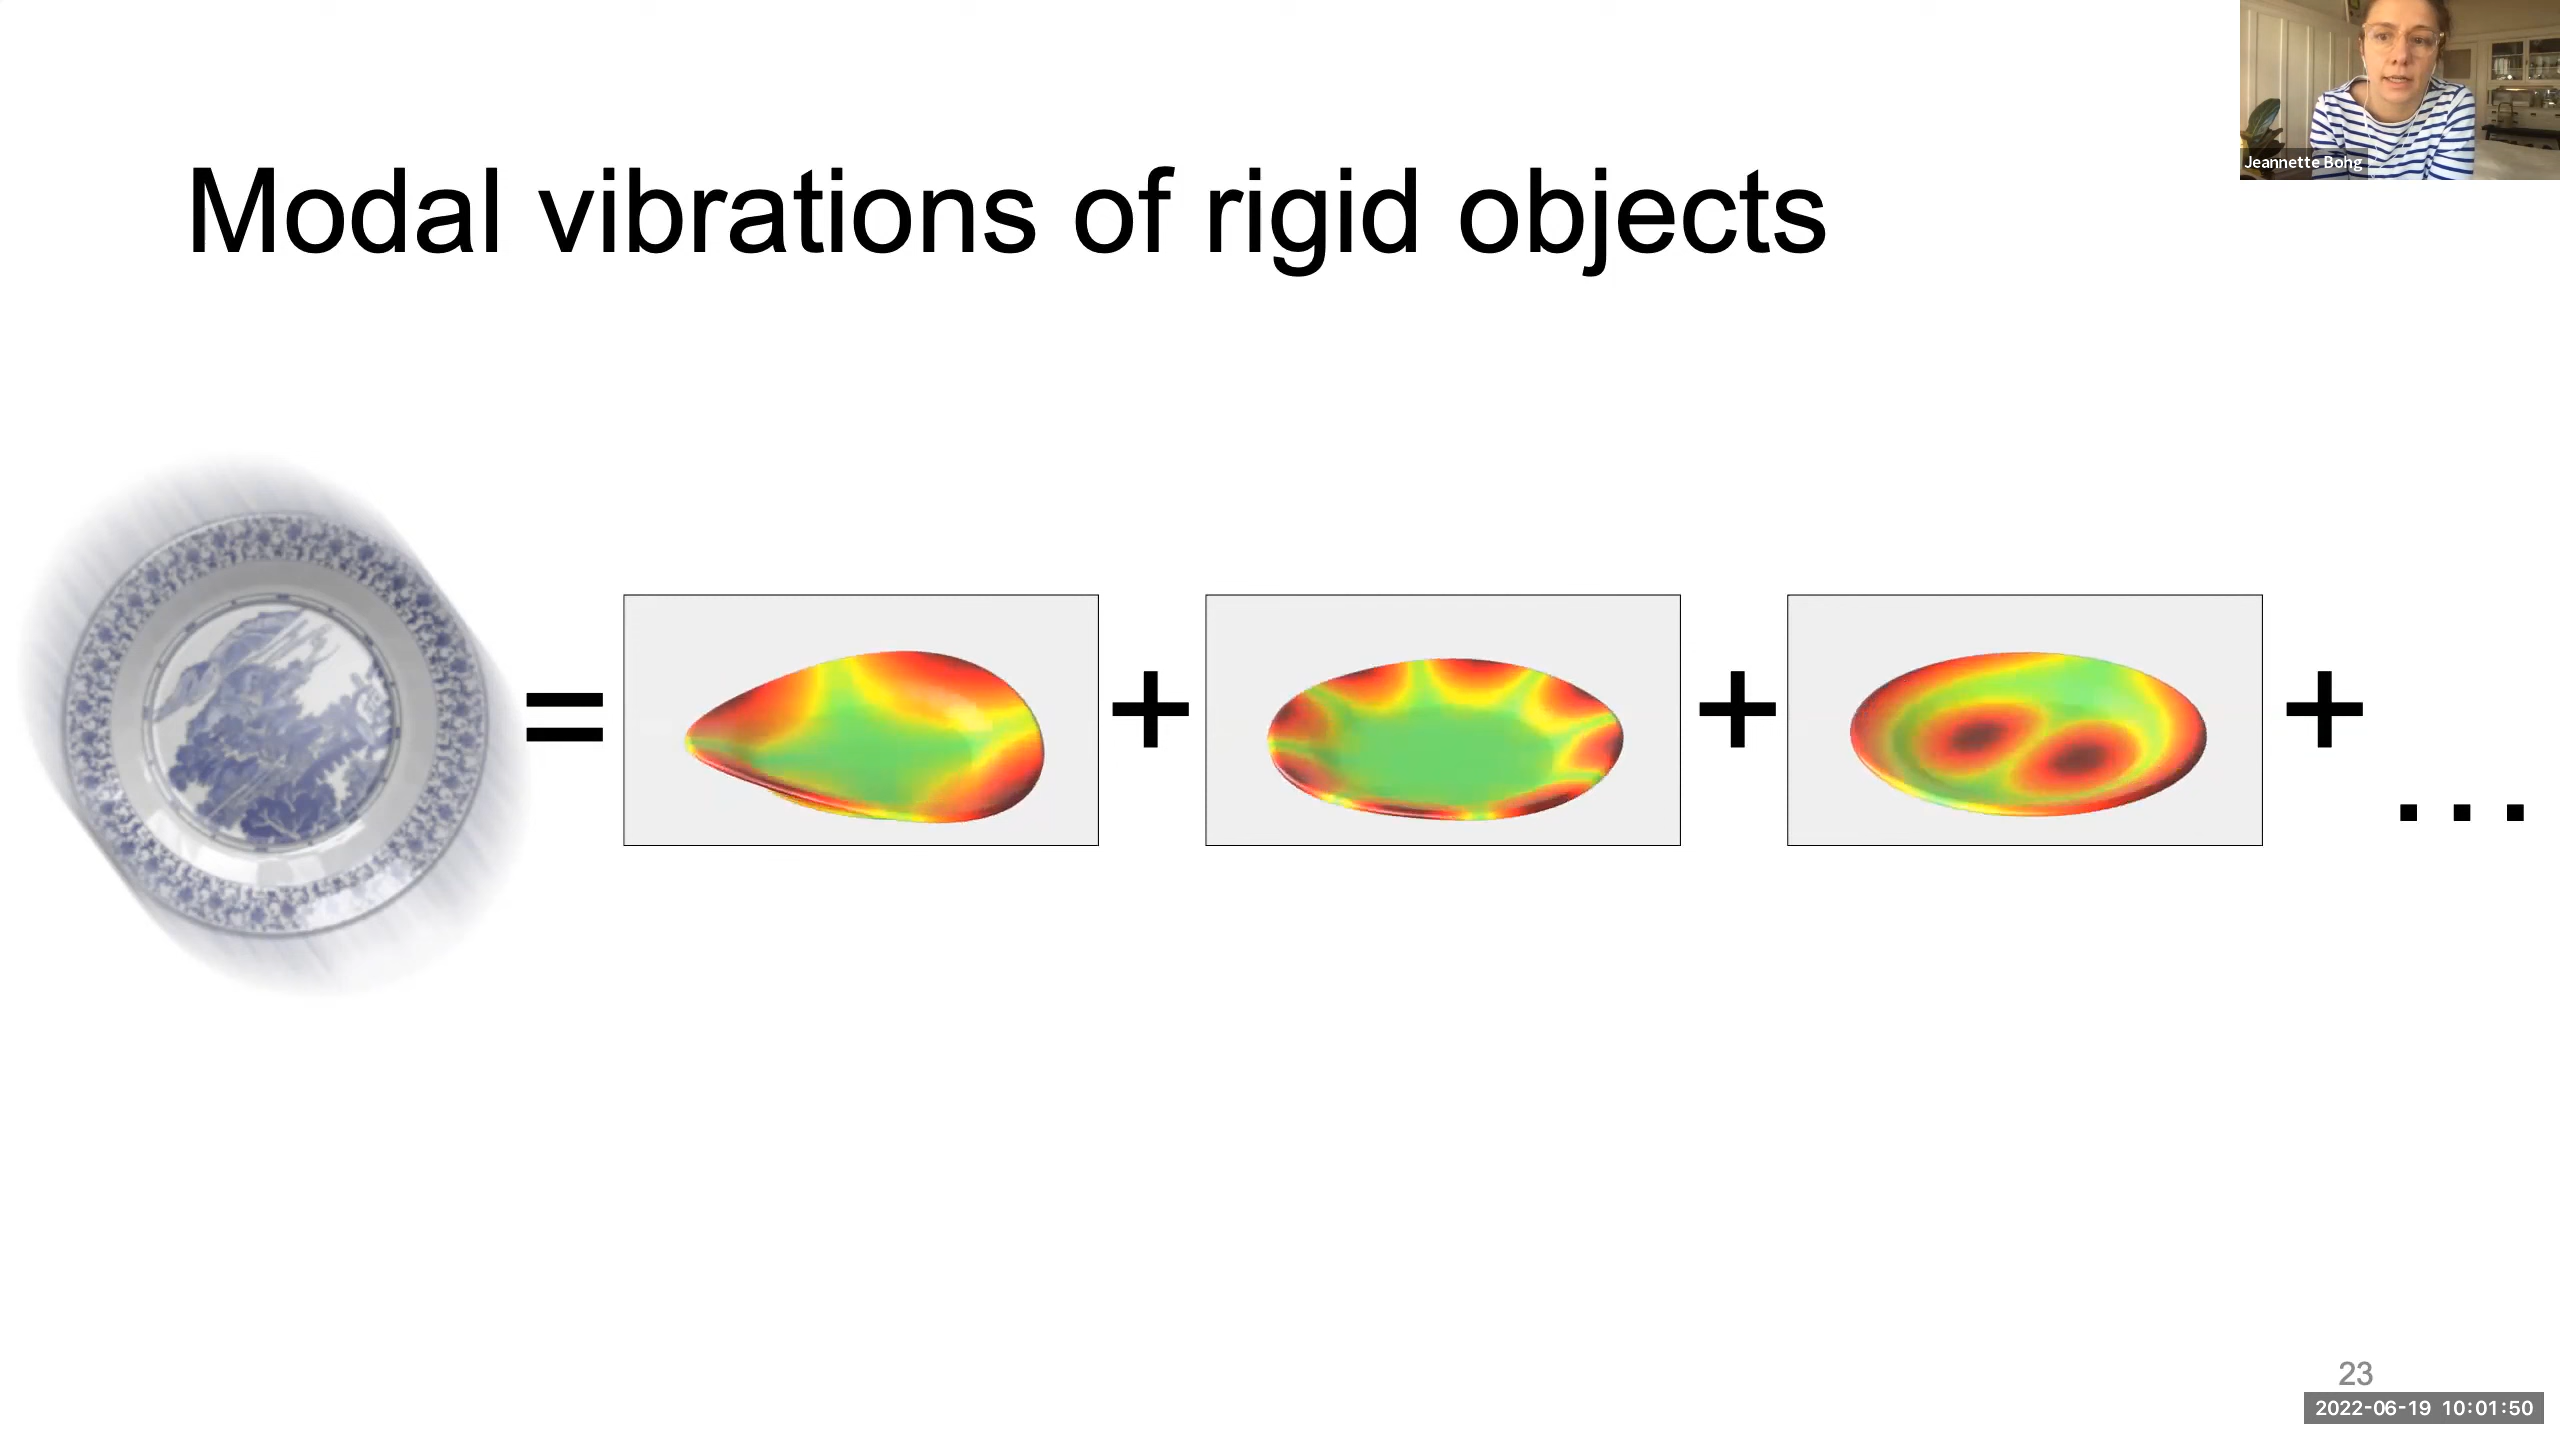 Jeannette Bohg
Modal vibrations of rigid objects
= + + + ...
23
2022-06-19 10:01:50